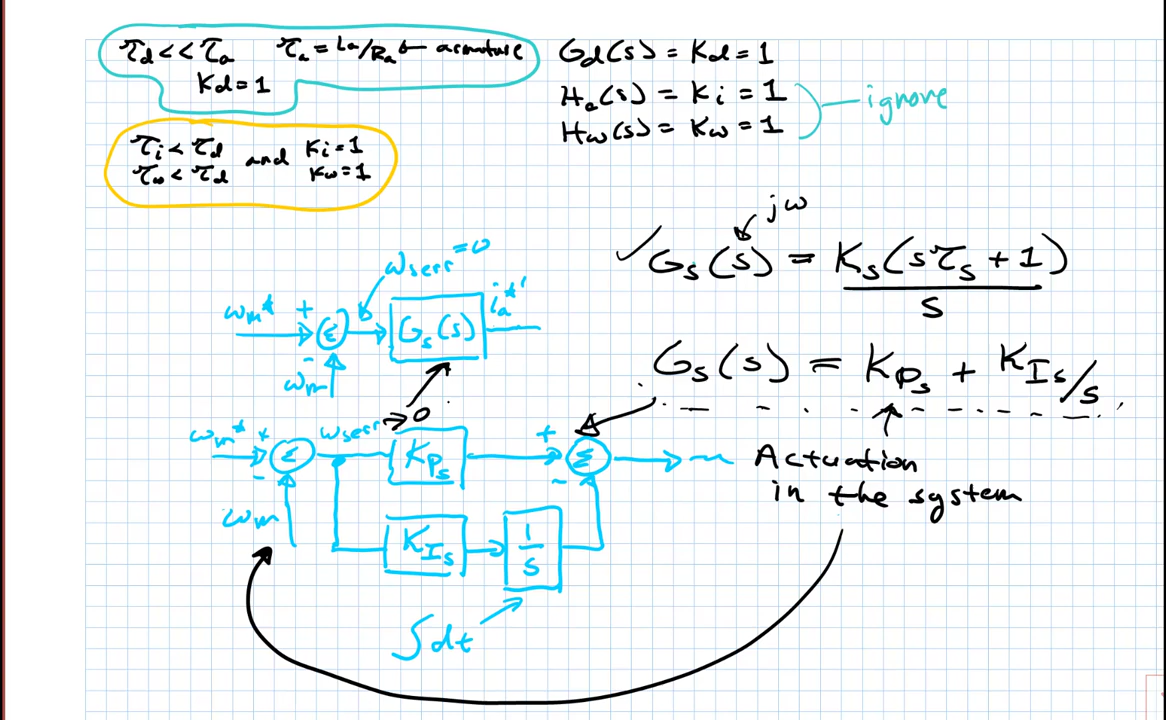 τd << τa τa = La/Ra ← armature
Kd = 1
Gd(s) = Kd = 1
Ha(s) = Ki = 1
Hω(s) = Kω = 1
ignore
τi < τd and Ki = 1
τω < τd Kω = 1
jω
Gs(s) = Ks(sτs + 1)
s
ωserr = 0
ωm* + Σ Gs(s) ia*'
-
ωm
Gs(s) = KPs + KIs/s
→ 0
ωm* + Σ ωserr KPs + Σ
- -
Actuation
in the system
ωm
KIs 1/s
∫dt